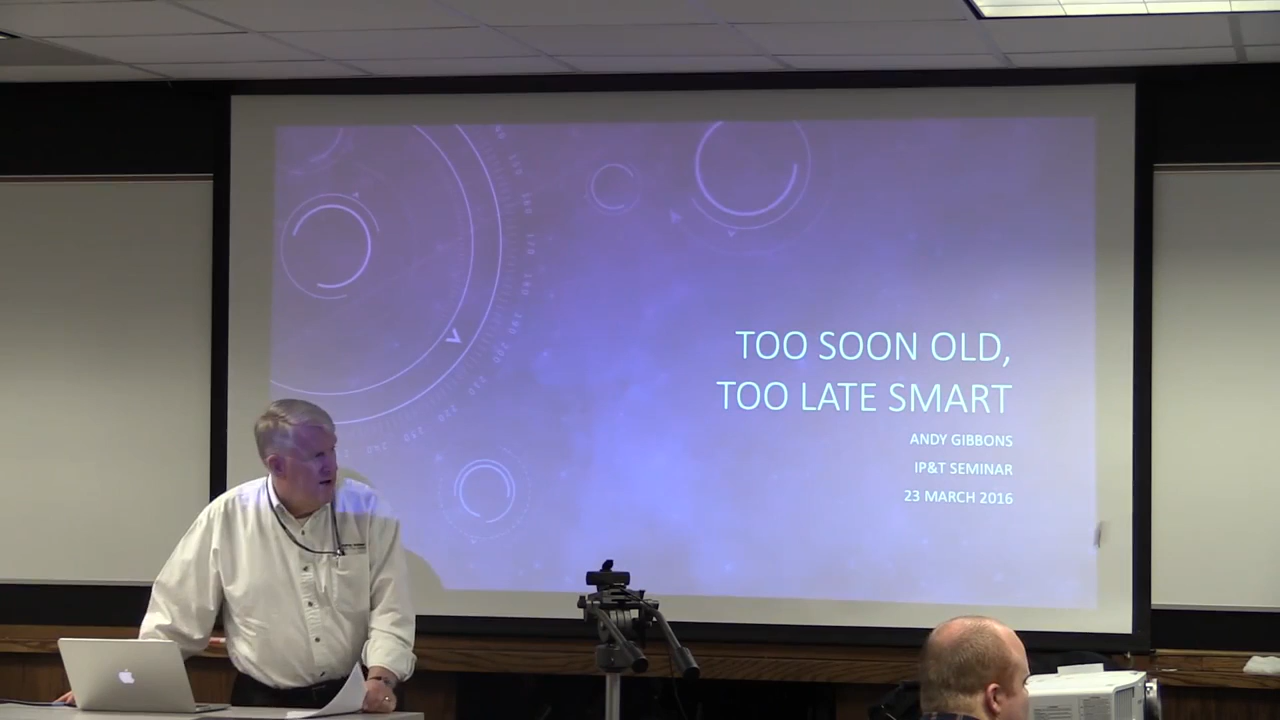 TOO SOON OLD,
TOO LATE SMART
ANDY GIBBONS
IP&T SEMINAR
23 MARCH 2016